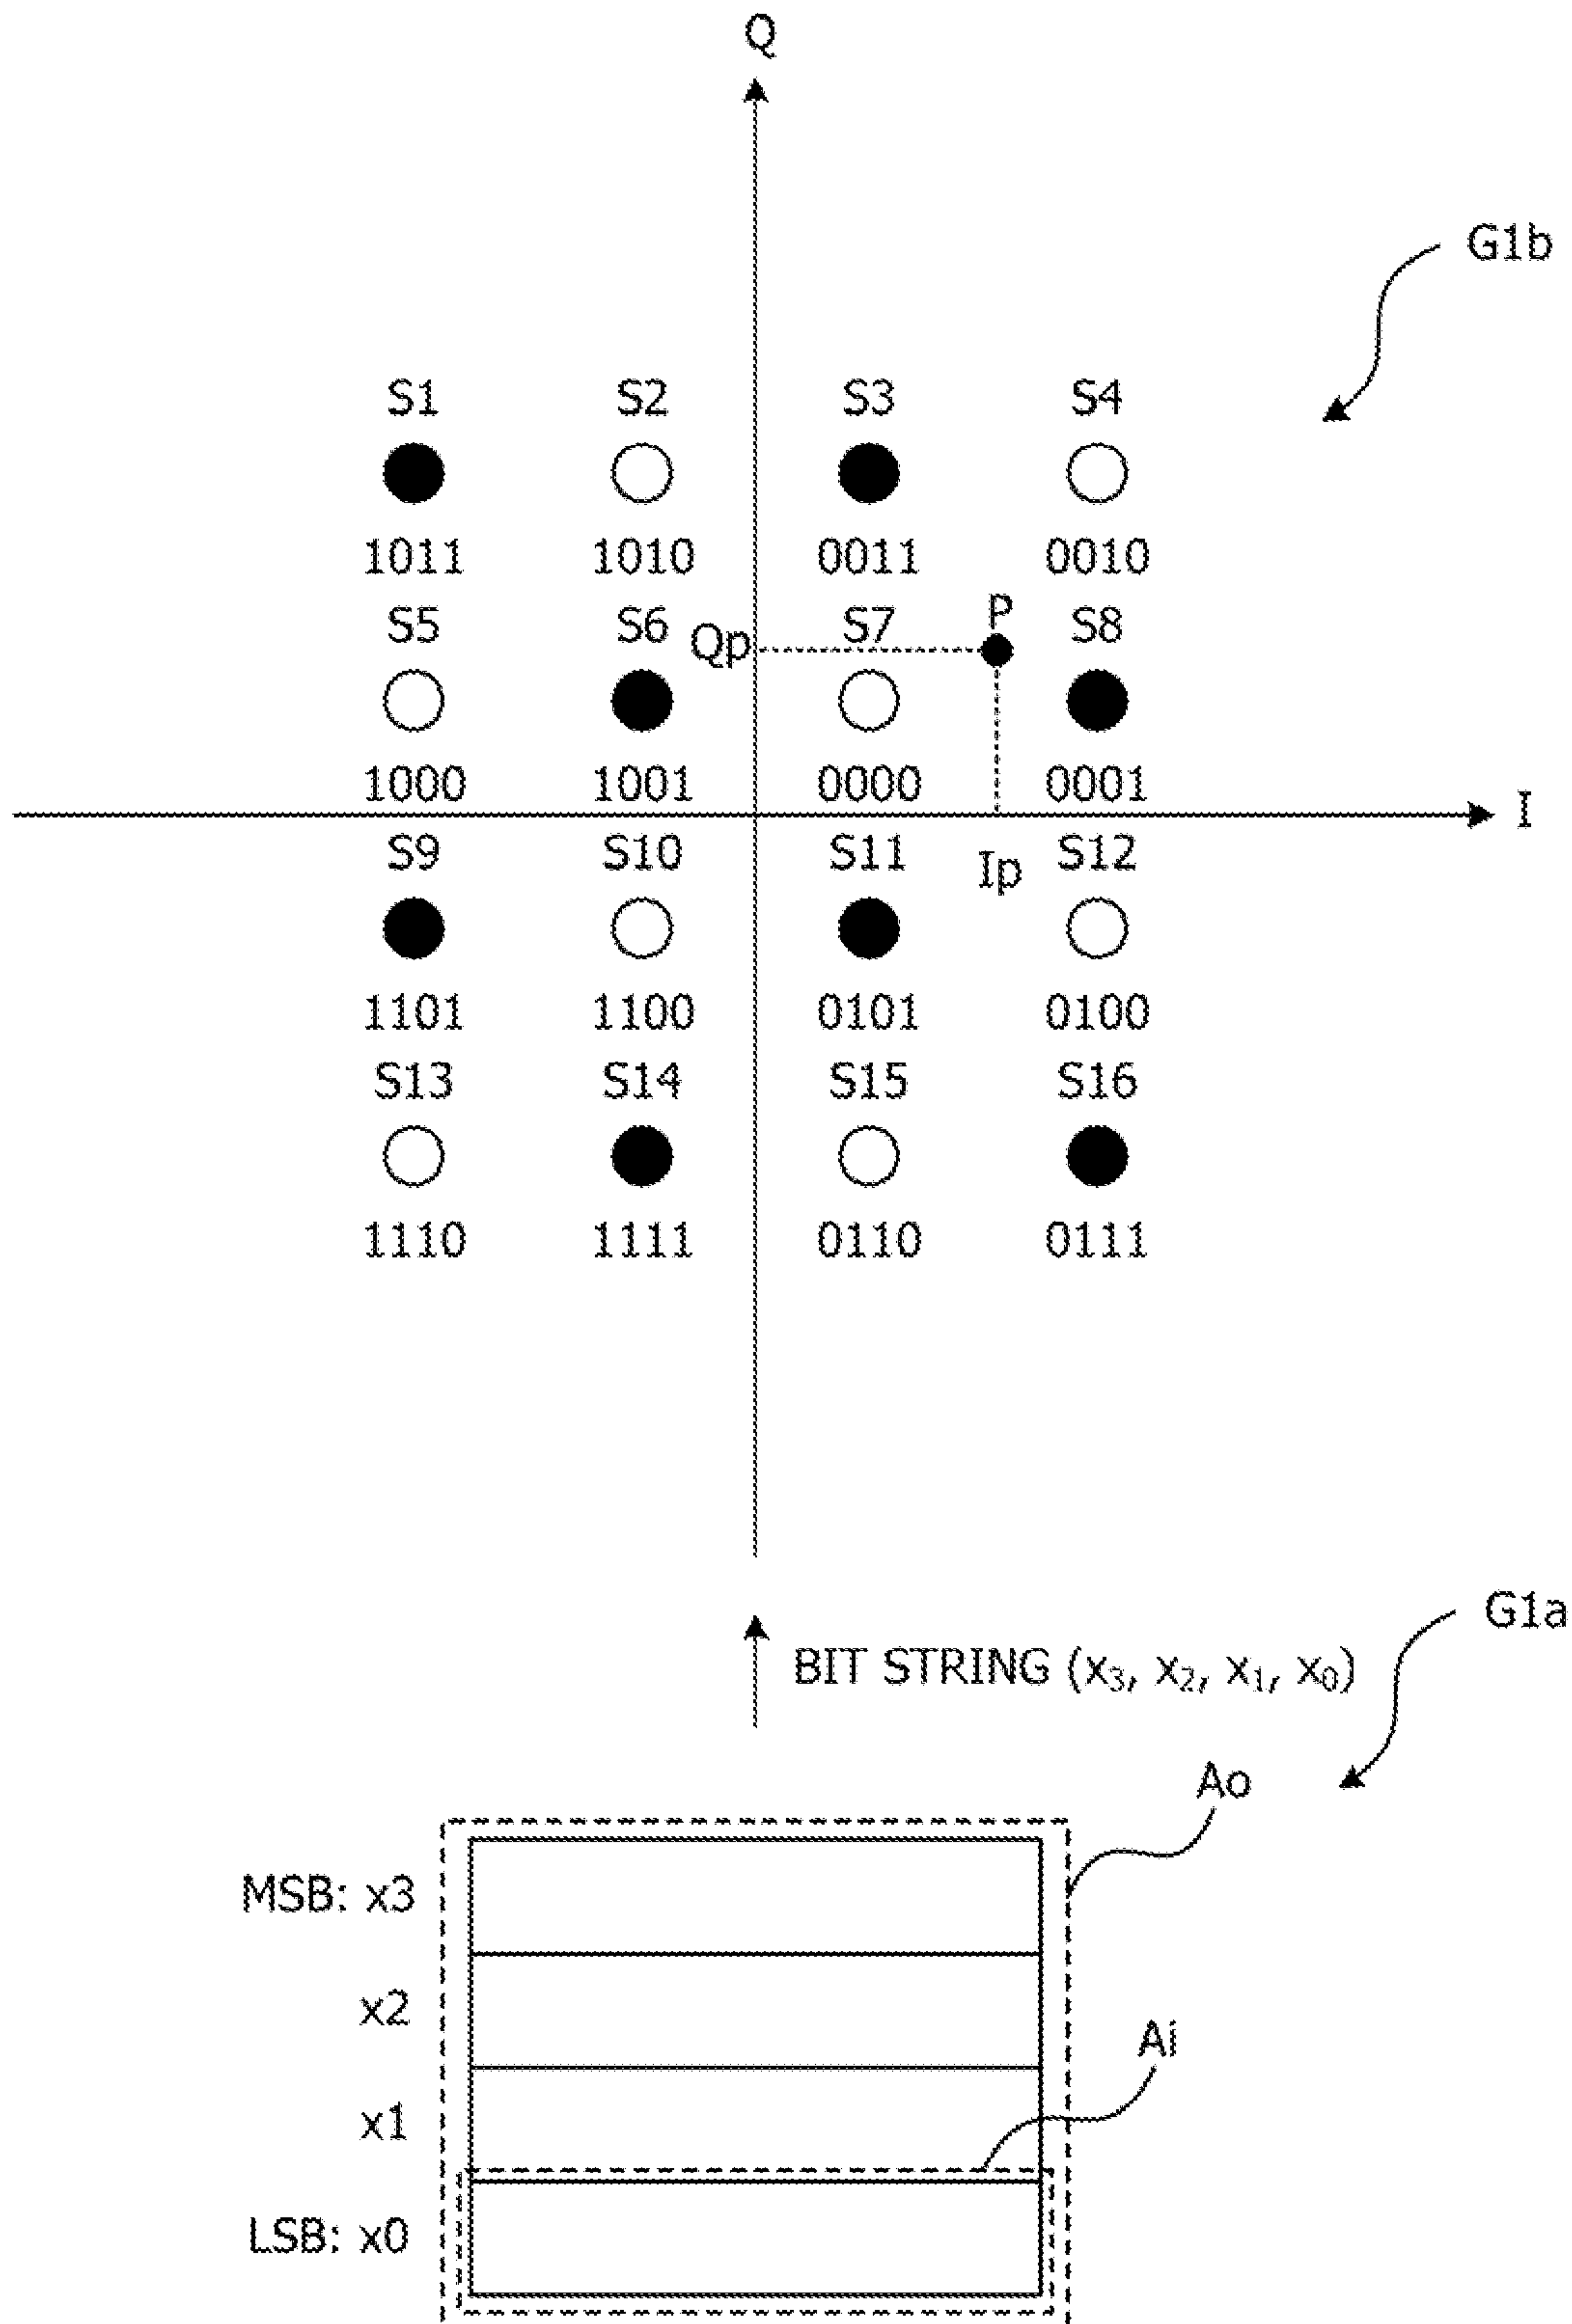 Q
G1b
S1 S2 S3 S4
1011 1010 0011 0010
S5 S6 S7 P S8
Qp
1000 1001 0000 0001
I
S9 S10 S11 Ip S12
1101 1100 0101 0100
S13 S14 S15 S16
1110 1111 0110 0111
G1a
BIT STRING (x3, x2, x1, x0)
Ao
MSB: x3
x2
Ai
x1
LSB: x0